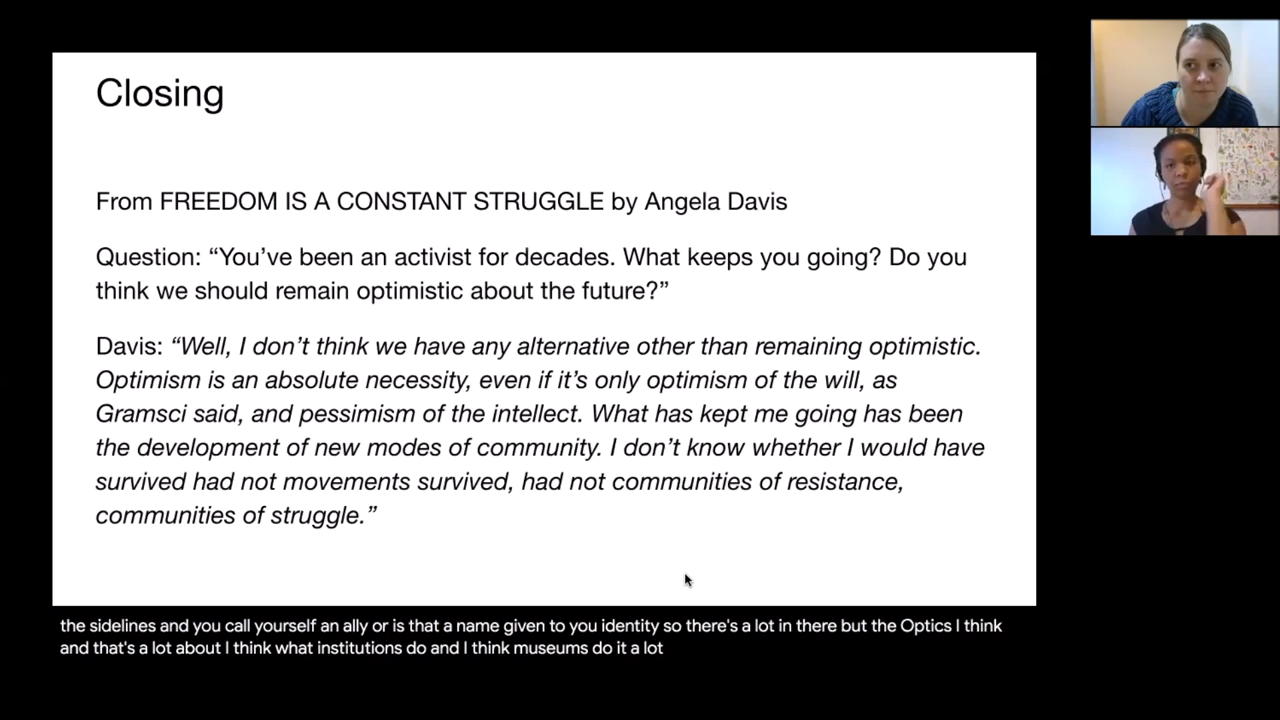 Closing
From FREEDOM IS A CONSTANT STRUGGLE by Angela Davis
Question: “You’ve been an activist for decades. What keeps you going? Do you
think we should remain optimistic about the future?”
Davis: “Well, I don’t think we have any alternative other than remaining optimistic.
Optimism is an absolute necessity, even if it’s only optimism of the will, as
Gramsci said, and pessimism of the intellect. What has kept me going has been
the development of new modes of community. I don’t know whether I would have
survived had not movements survived, had not communities of resistance,
communities of struggle.”
the sidelines and you call yourself an ally or is that a name given to you identity so there's a lot in there but the Optics I think
and that's a lot about I think what institutions do and I think museums do it a lot